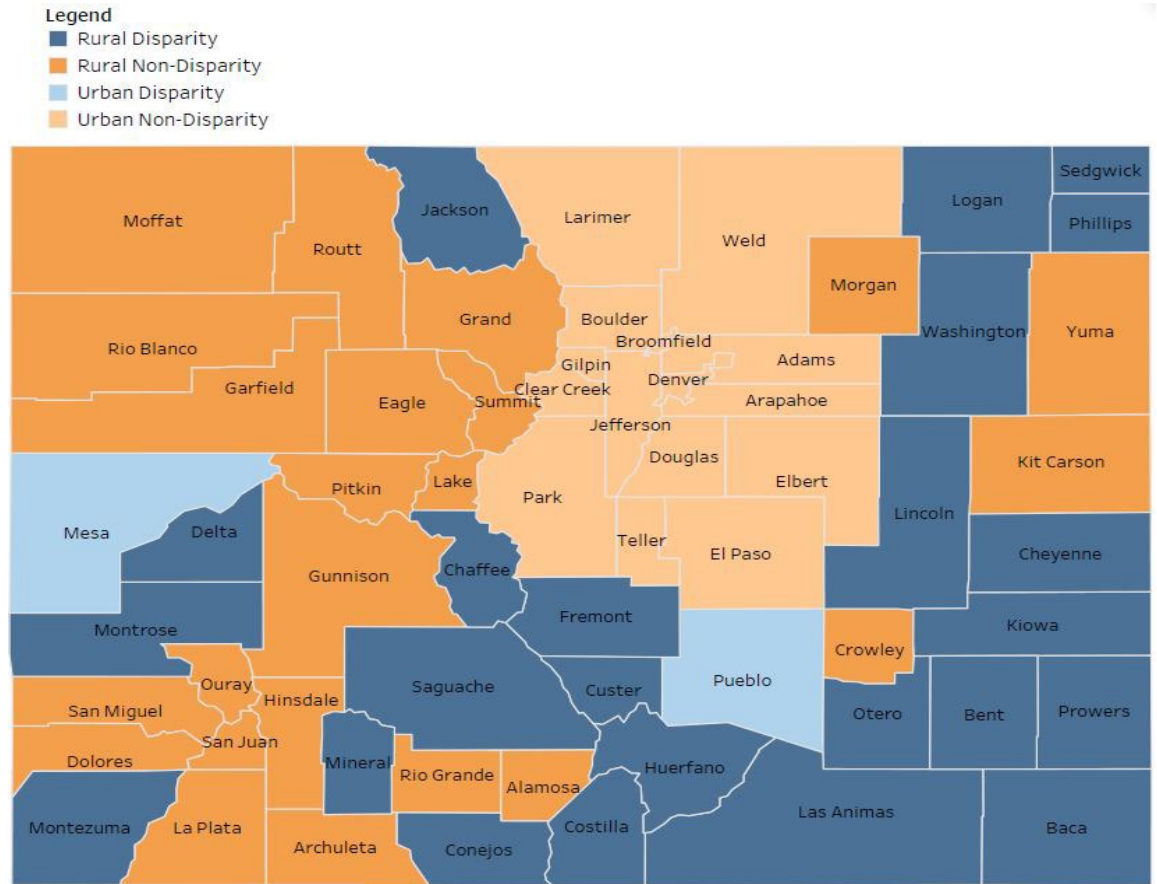 Legend
Rural Disparity
Rural Non-Disparity
Urban Disparity
Urban Non-Disparity
Sedgwick
Jackson
Logan
Moffat
Larimer
Phillips
Routt
Weld
Morgan
Grand
Boulder
Washington
Yuma
Rio Blanco
Broomfield
Gilpin
Adams
Garfield
Denver
Clear Creek
Eagle
Summit
Arapahoe
Jefferson
Douglas
Kit Carson
Elbert
Lake
Pitkin
Park
Lincoln
Mesa
Delta
Teller
El Paso
Cheyenne
Chaffee
Gunnison
Fremont
Kiowa
Montrose
Crowley
Ouray
Pueblo
Saguache
Custer
Hinsdale
San Miguel
Otero
Bent
Prowers
San Juan
Dolores
Mineral
Huerfano
Rio Grande
Alamosa
Las Animas
Montezuma
La Plata
Costilla
Baca
Archuleta
Conejos